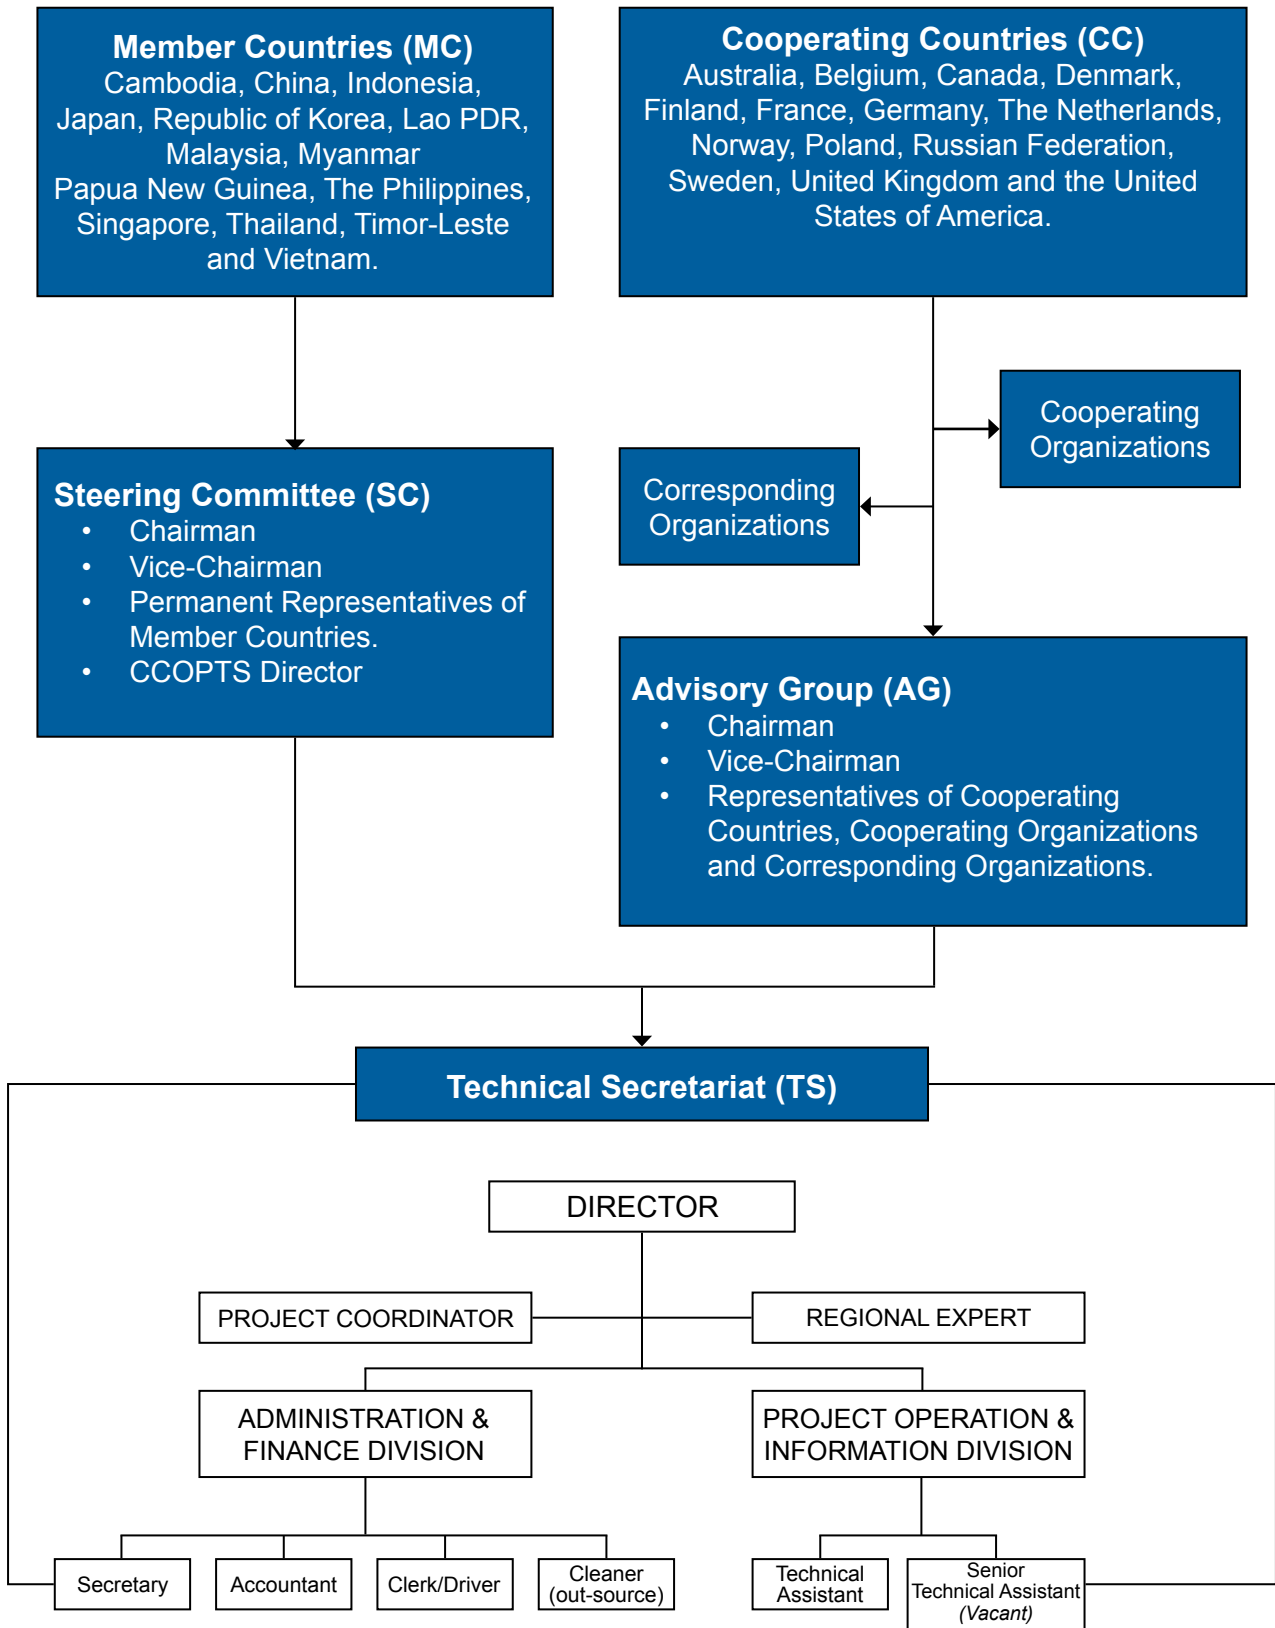 Member Countries (MC)
Cambodia, China, Indonesia,
Japan, Republic of Korea, Lao PDR,
Malaysia, Myanmar
Papua New Guinea, The Philippines,
Singapore, Thailand, Timor-Leste
and Vietnam.
Cooperating Countries (CC)
Australia, Belgium, Canada, Denmark,
Finland, France, Germany, The Netherlands,
Norway, Poland, Russian Federation,
Sweden, United Kingdom and the United
States of America.
Cooperating
Organizations
Corresponding
Organizations
Steering Committee (SC)
• Chairman
• Vice-Chairman
• Permanent Representatives of
Member Countries.
• CCOPTS Director
Advisory Group (AG)
• Chairman
• Vice-Chairman
• Representatives of Cooperating
Countries, Cooperating Organizations
and Corresponding Organizations.
Technical Secretariat (TS)
DIRECTOR
PROJECT COORDINATOR
REGIONAL EXPERT
ADMINISTRATION &
FINANCE DIVISION
PROJECT OPERATION &
INFORMATION DIVISION
Secretary
Accountant
Clerk/Driver
Cleaner
(out-source)
Technical
Assistant
Senior
Technical Assistant
(Vacant)